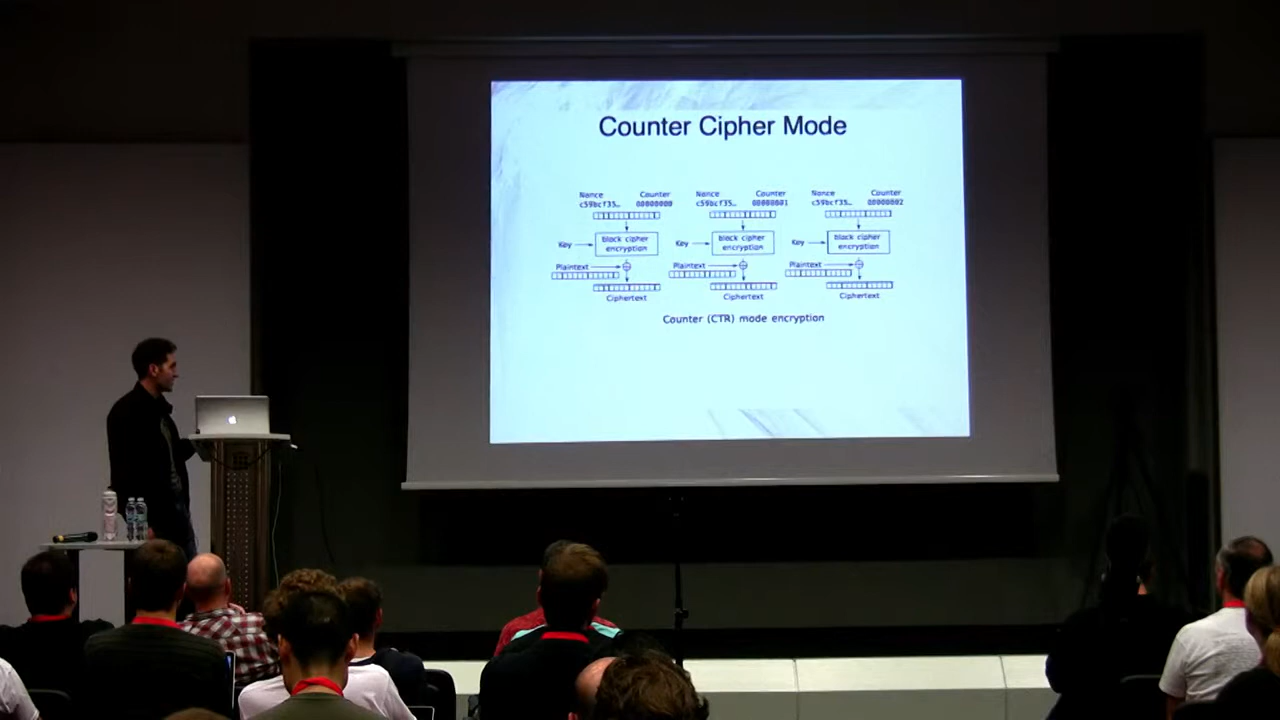 Counter Cipher Mode
Nonce Counter Nonce Counter Nonce Counter
c59bcf35… 00000000 c59bcf35… 00000001 c59bcf35… 00000002
Key block cipher encryption Key block cipher encryption Key block cipher encryption
Plaintext Plaintext Plaintext
Ciphertext Ciphertext Ciphertext
Counter (CTR) mode encryption